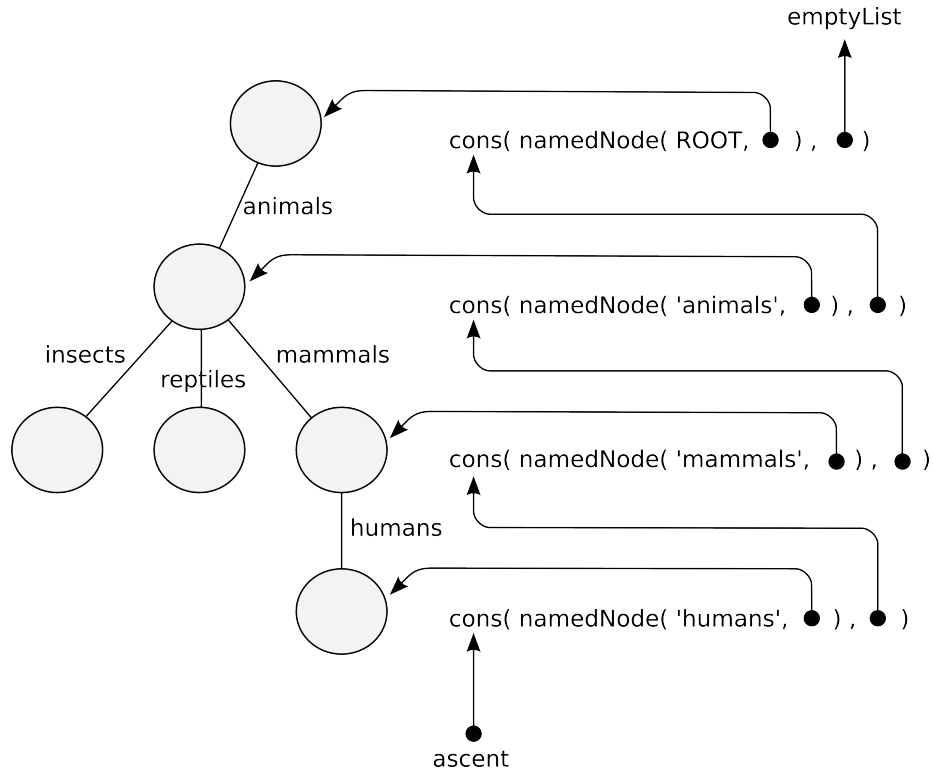 emptyList
cons( namedNode( ROOT, ) , )
animals
cons( namedNode( 'animals', ) , )
insects
reptiles
mammals
cons( namedNode( 'mammals', ) , )
humans
cons( namedNode( 'humans', ) , )
ascent